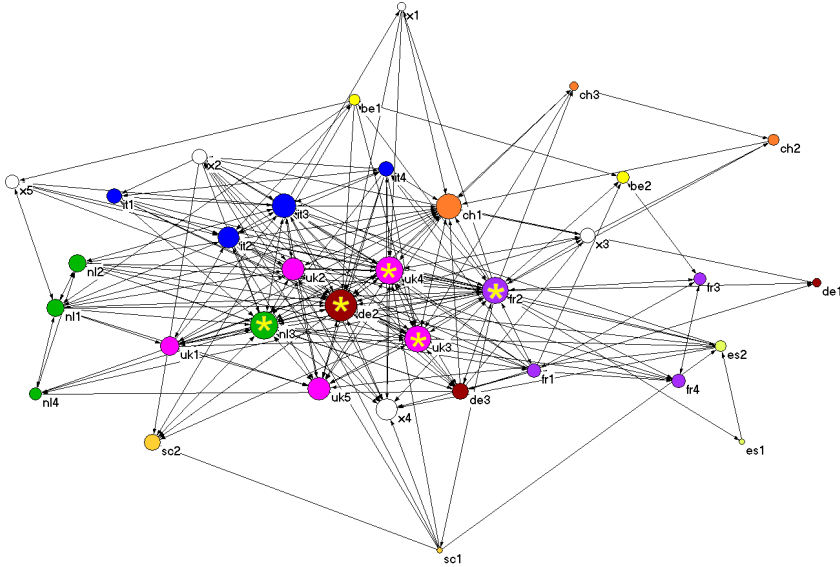 x1
ch3
be1
ch2
x2
it4
be2
x5
it1
it3
ch1
x3
it2
nl2
uk2
*
uk4
fr3
de1
*
fr2
nl1
de2
*
nl3
*
uk3
uk1
es2
fr1
fr4
nl4
uk5
de3
x4
es1
sc2
sc1